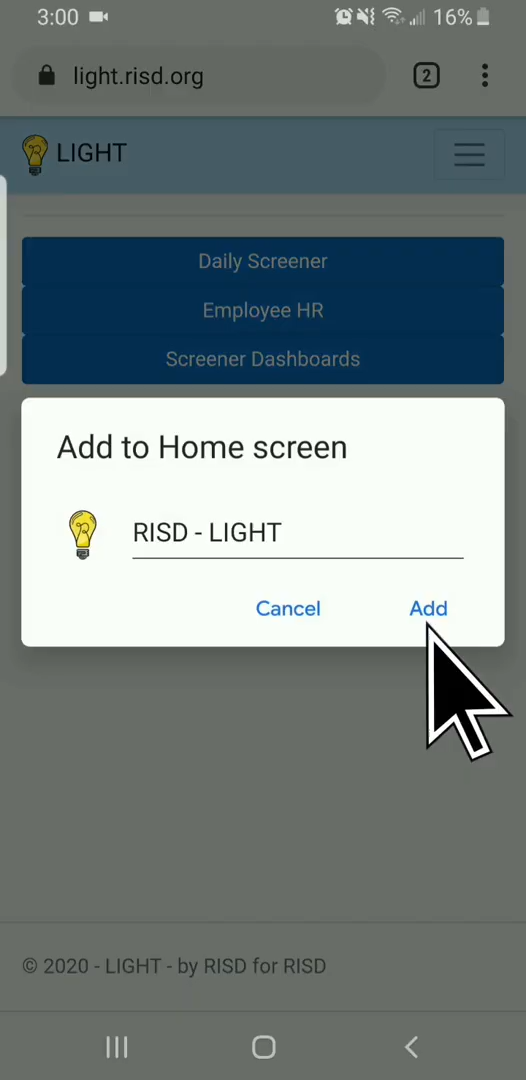 3:00 16%
light.risd.org 2
LIGHT
Daily Screener
Employee HR
Screener Dashboards
Add to Home screen
RISD - LIGHT
Cancel Add
© 2020 - LIGHT - by RISD for RISD